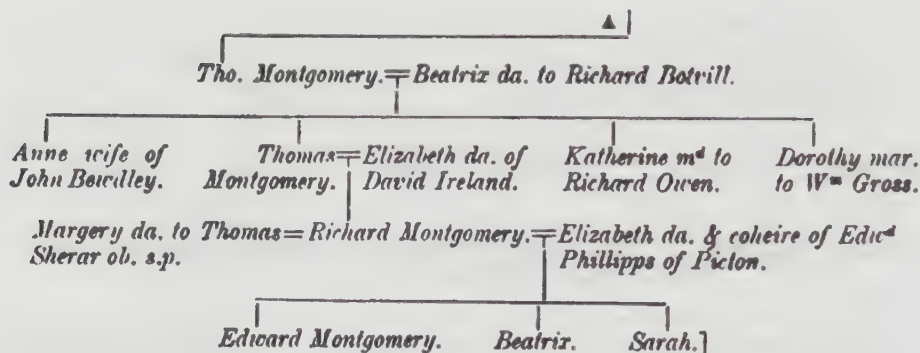 A
Tho. Montgomery. = Beatrix da. to Richard Botvill.
Anne wife of Thomas = Elizabeth da. of Katherine mᵈ to Dorothy mar.
John Bewdley. Montgomery. David Ireland. Richard Owen. to Wᵐ Gross.
Margery da. to Thomas = Richard Montgomery. = Elizabeth da. & coheire of Edwᵈ
Sherar ob. s.p. Phillipps of Picton.
Edward Montgomery. Beatrix. Sarah.]